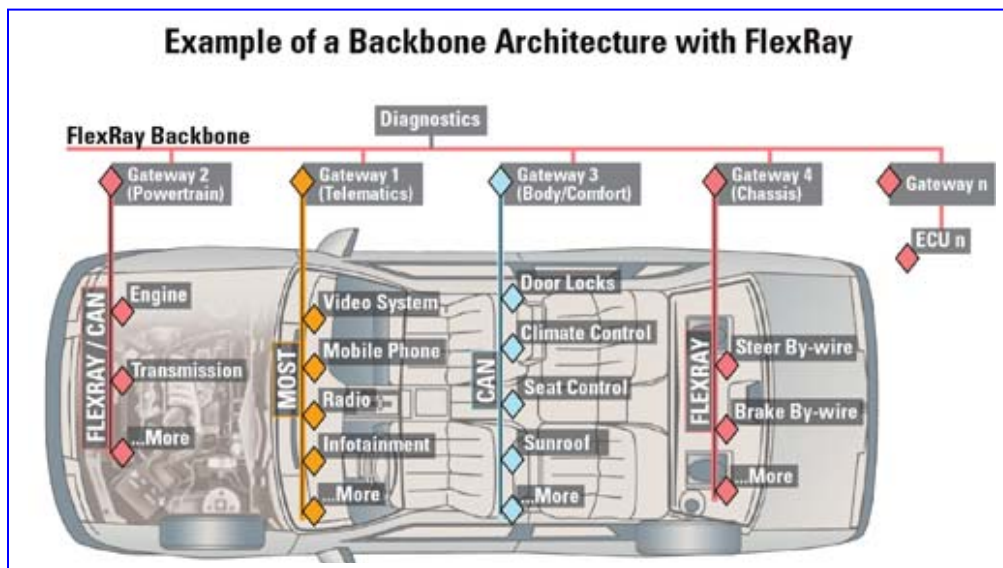 Example of a Backbone Architecture with FlexRay
Diagnostics
FlexRay Backbone
Gateway 2
(Powertrain)
Gateway 1
(Telematics)
Gateway 3
(Body/Comfort)
Gateway 4
(Chassis)
Gateway n
ECU n
FLEXRAY / CAN
Engine
Transmission
...More
MOST
Video System
Mobile Phone
Radio
Infotainment
...More
CAN
Door Locks
Climate Control
Seat Control
Sunroof
...More
FLEXRAY
Steer By-wire
Brake By-wire
...More